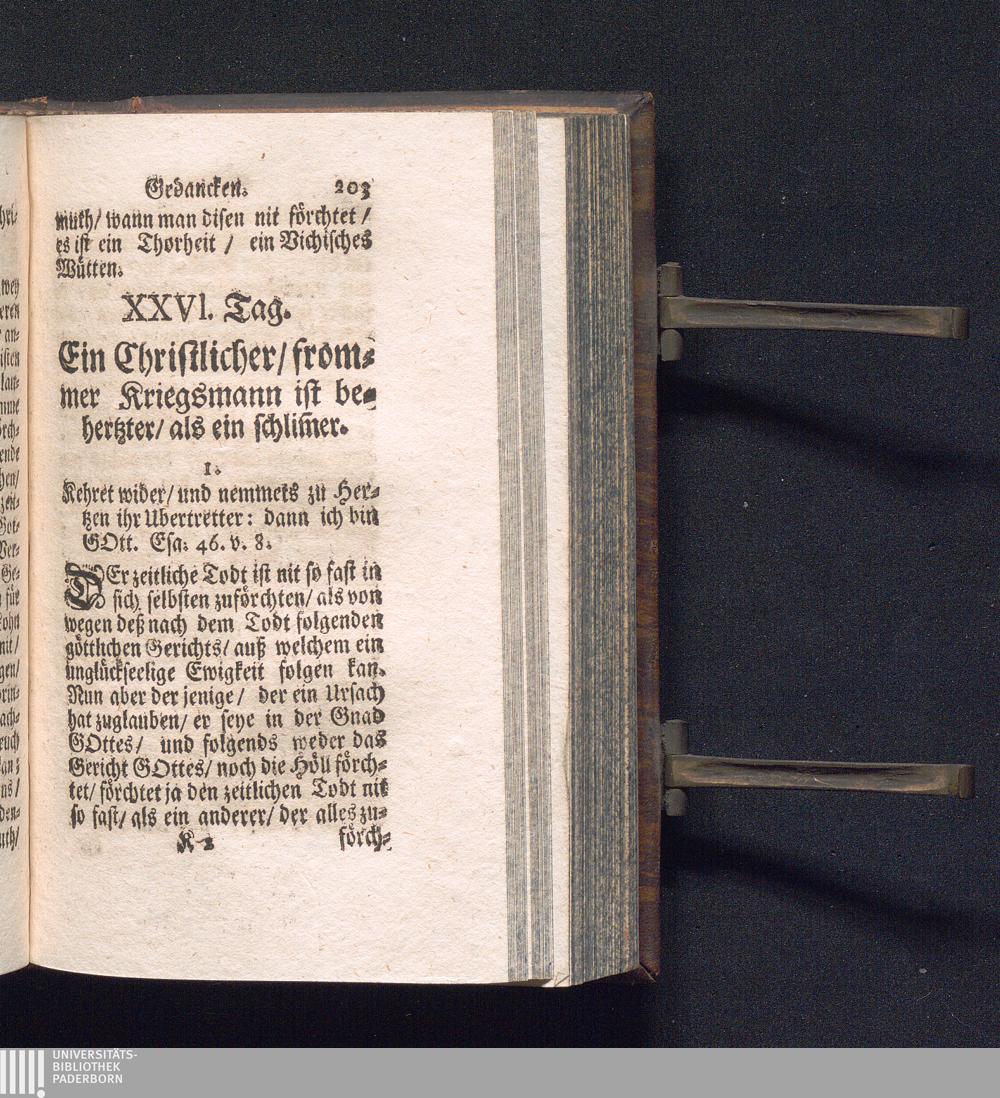 Gedancken. 203
muth/ wann man disen nit förchtet /
es ist ein Thorheit / ein Vichisches
Wütten.
XXVI. Tag.
Ein Christlicher/ from-
mer Kriegsmann ist be-
hertzter/ als ein schlim̃er.
1.
Kehret wider/ und nemmets zu Her-
tzen ihr Ubertretter: dann ich bin
GOtt. Esa. 46. v. 8.
DEr zeitliche Todt ist nit so fast in
sich selbsten zuförchten/ als von
wegen deß nach dem Todt folgenden
göttlichen Gerichts/ auß welchem ein
unglückseelige Ewigkeit folgen kan.
Nun aber der jenige/ der ein Ursach
hat zuglauben/ er seye in der Gnad
GOttes/ und folgends weder das
Gericht GOttes/ noch die Höll förch-
tet/ förchtet ja den zeitlichen Todt nit
so fast/ als ein anderer/ der alles zu-
K 2 förch-
UNIVERSITÄTS-
BIBLIOTHEK
PADERBORN